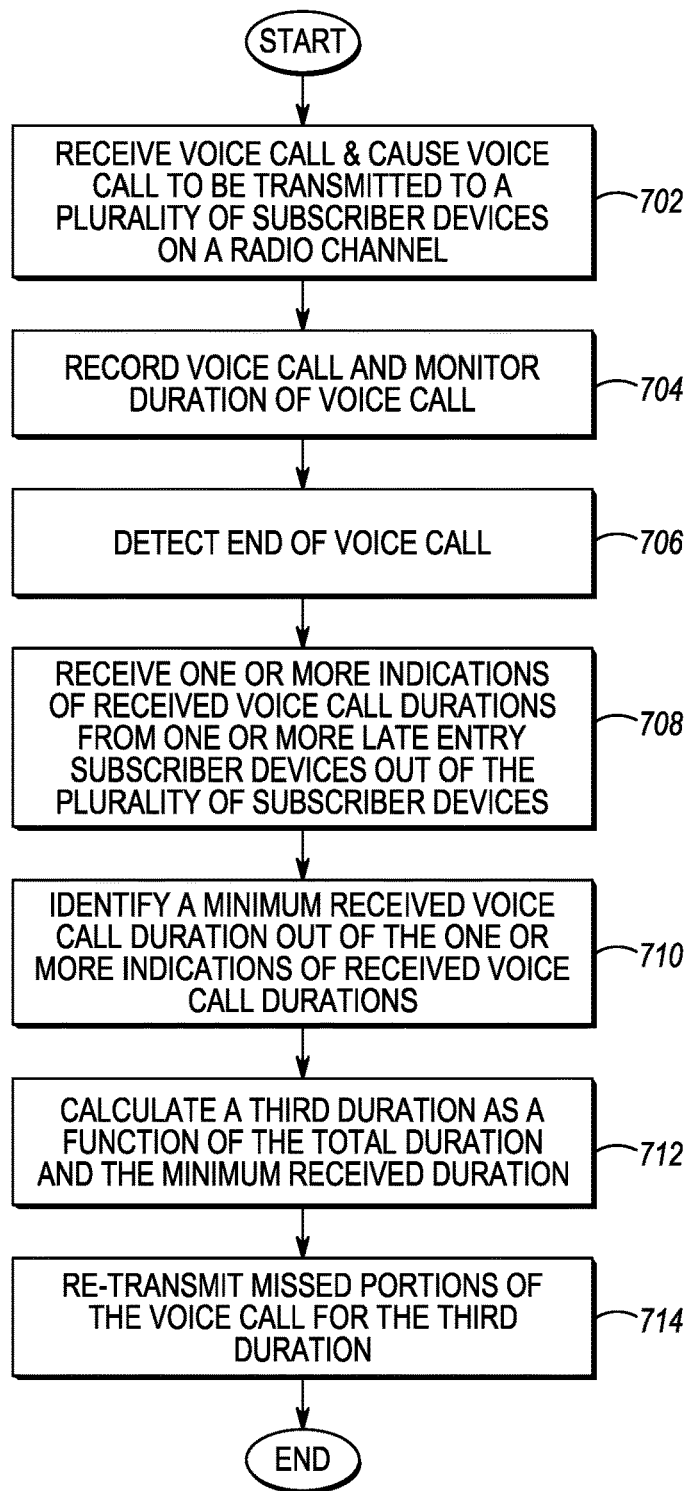 START
RECEIVE VOICE CALL & CAUSE VOICE
CALL TO BE TRANSMITTED TO A
PLURALITY OF SUBSCRIBER DEVICES
ON A RADIO CHANNEL
702
RECORD VOICE CALL AND MONITOR
DURATION OF VOICE CALL
704
DETECT END OF VOICE CALL
706
RECEIVE ONE OR MORE INDICATIONS
OF RECEIVED VOICE CALL DURATIONS
FROM ONE OR MORE LATE ENTRY
SUBSCRIBER DEVICES OUT OF THE
PLURALITY OF SUBSCRIBER DEVICES
708
IDENTIFY A MINIMUM RECEIVED VOICE
CALL DURATION OUT OF THE ONE OR
MORE INDICATIONS OF RECEIVED VOICE
CALL DURATIONS
710
CALCULATE A THIRD DURATION AS A
FUNCTION OF THE TOTAL DURATION
AND THE MINIMUM RECEIVED DURATION
712
RE-TRANSMIT MISSED PORTIONS OF
THE VOICE CALL FOR THE THIRD
DURATION
714
END